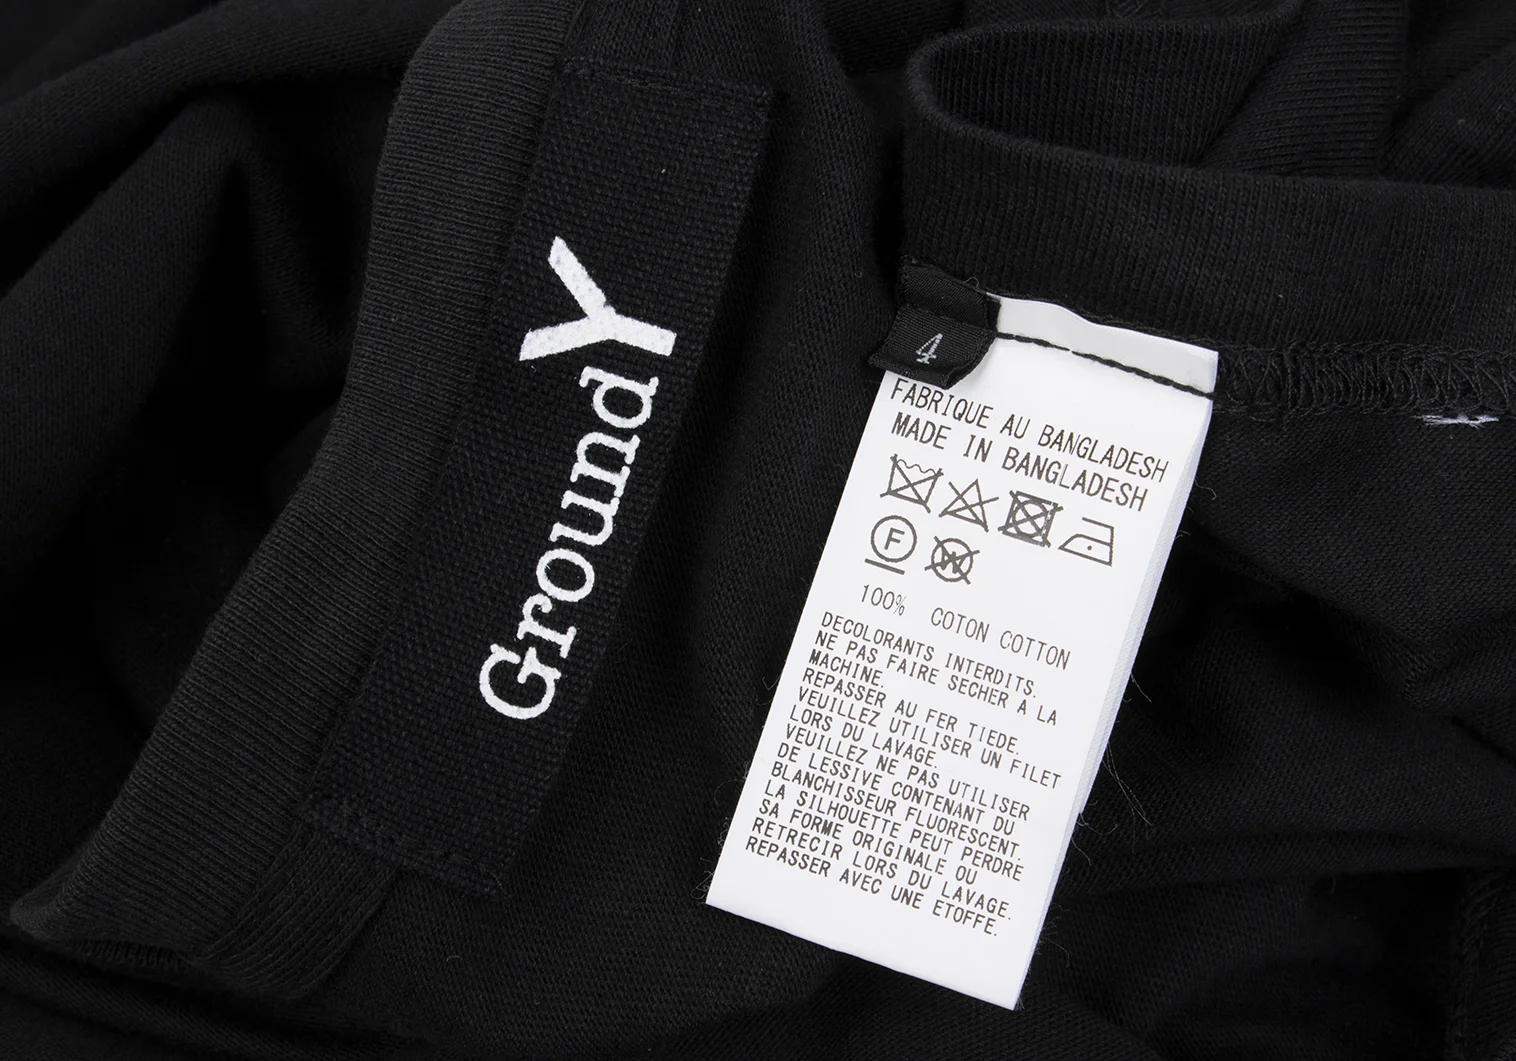 Ground Y
4
FABRIQUE AU BANGLADESH
MADE IN BANGLADESH
F
W
100% COTON COTTON
DECOLORANTS INTERDITS.
NE PAS FAIRE SECHER A LA
MACHINE.
REPASSER AU FER TIEDE.
VEUILLEZ UTILISER UN FILET
LORS DU LAVAGE.
VEUILLEZ NE PAS UTILISER
DE LESSIVE CONTENANT DU
BLANCHISSEUR FLUORESCENT.
LA SILHOUETTE PEUT PERDRE
SA FORME ORIGINALE OU
RETRECIR LORS DU LAVAGE.
REPASSER AVEC UNE ETOFFE.